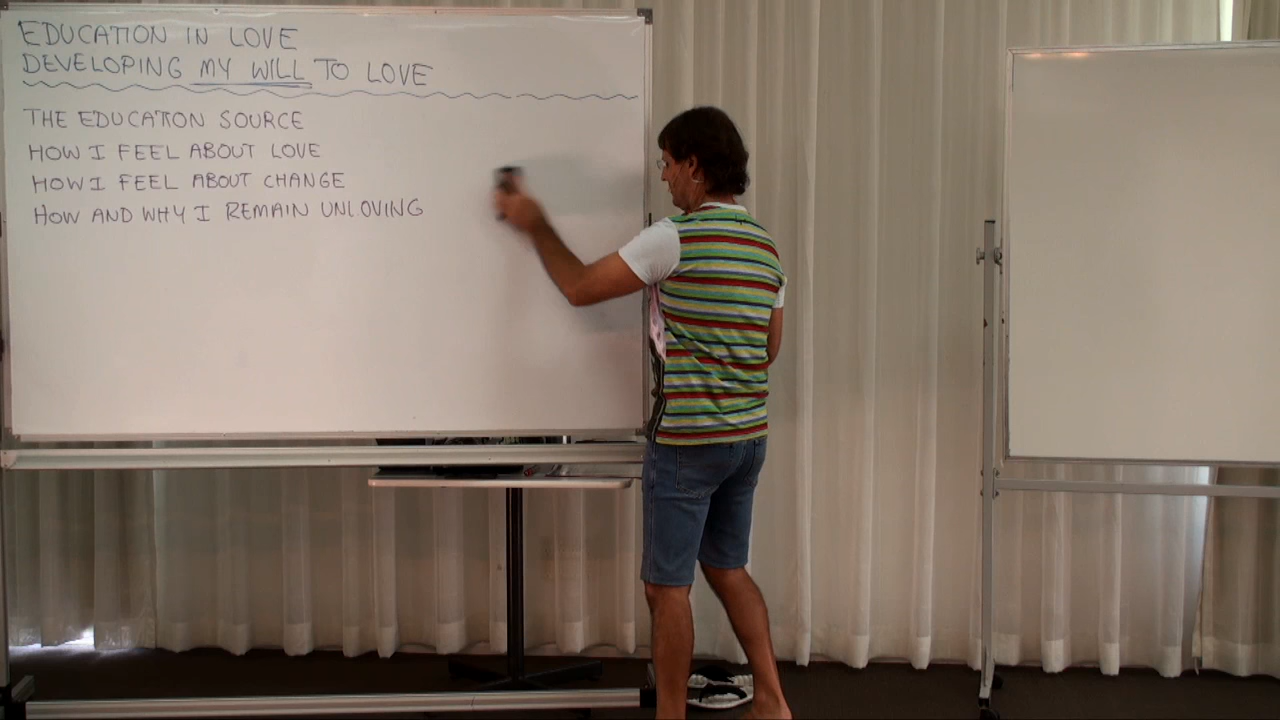 EDUCATION IN LOVE
DEVELOPING MY WILL TO LOVE
THE EDUCATION SOURCE
HOW I FEEL ABOUT LOVE
HOW I FEEL ABOUT CHANGE
HOW AND WHY I REMAIN UNLOVING